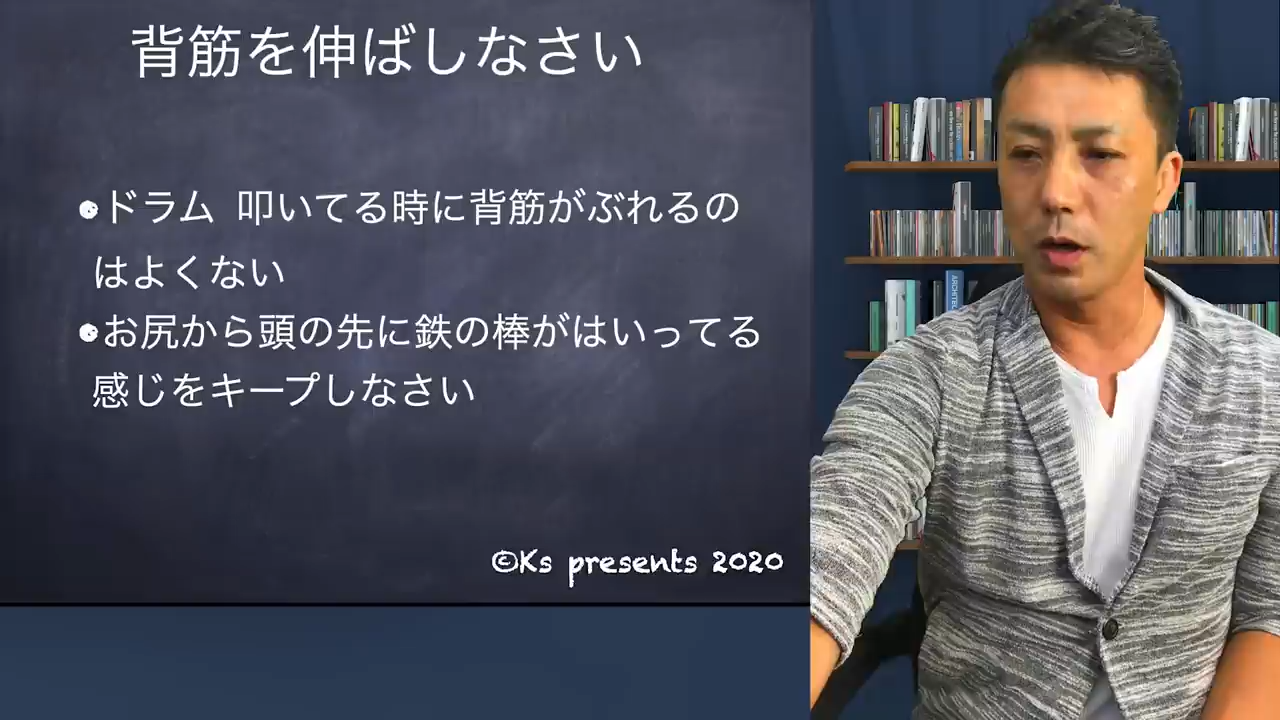 背筋を伸ばしなさい
●ドラム 叩いてる時に背筋がぶれるの
はよくない
●お尻から頭の先に鉄の棒がはいってる
感じをキープしなさい
©Ks presents 2020